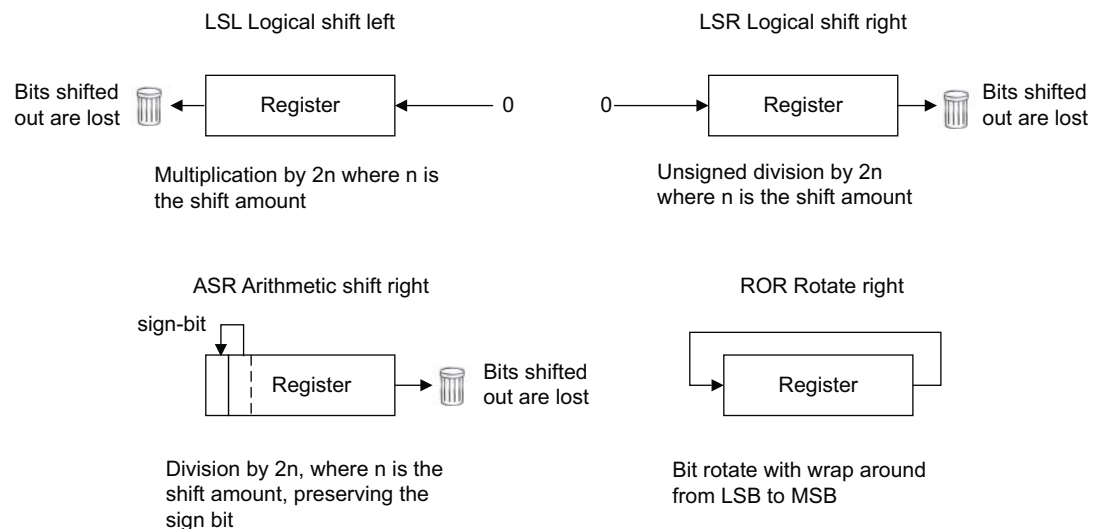 LSL Logical shift left
Bits shifted
out are lost
Register
0
Multiplication by 2n where n is
the shift amount
LSR Logical shift right
0
Register
Bits shifted
out are lost
Unsigned division by 2n
where n is the shift amount
ASR Arithmetic shift right
sign-bit
Register
Bits shifted
out are lost
Division by 2n, where n is the
shift amount, preserving the
sign bit
ROR Rotate right
Register
Bit rotate with wrap around
from LSB to MSB